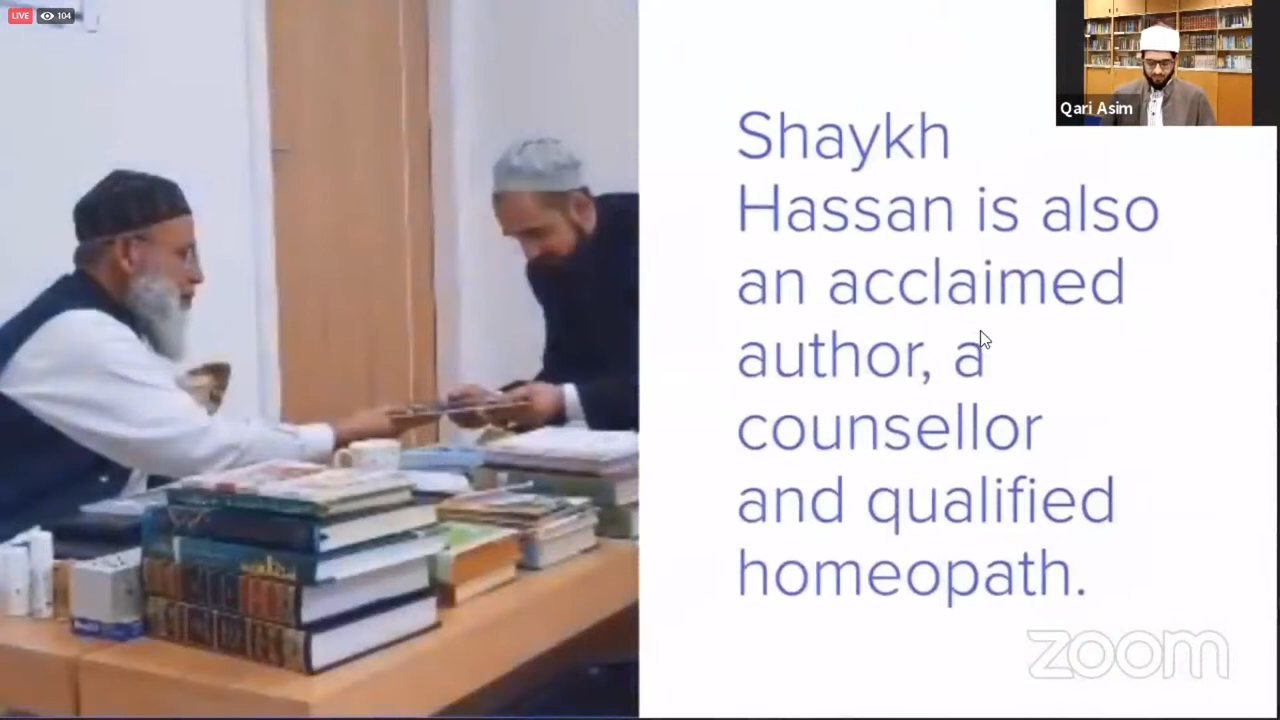 LIVE 104
Qari Asim
Shaykh
Hassan is also
an acclaimed
author, a
counsellor
and qualified
homeopath.
zoom